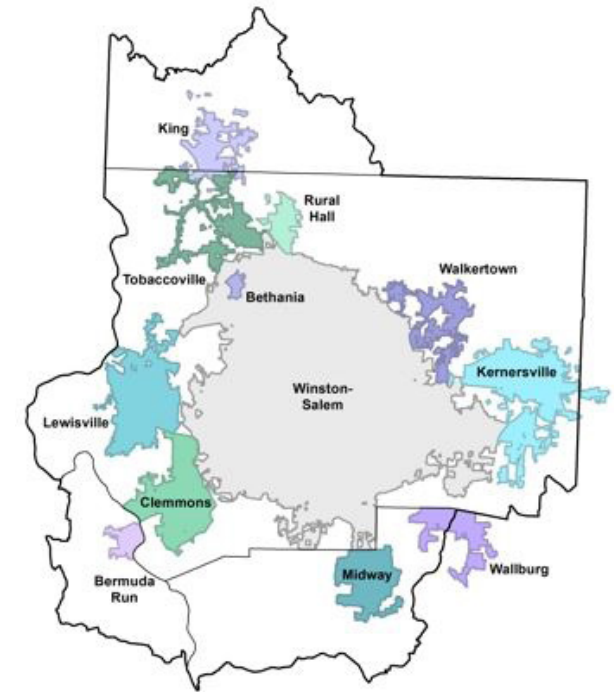 King
Rural
Hall
Walkertown
Tobaccoville
Bethania
Kernersville
Winston-
Salem
Lewisville
Clemmons
Bermuda
Run
Midway
Wallburg